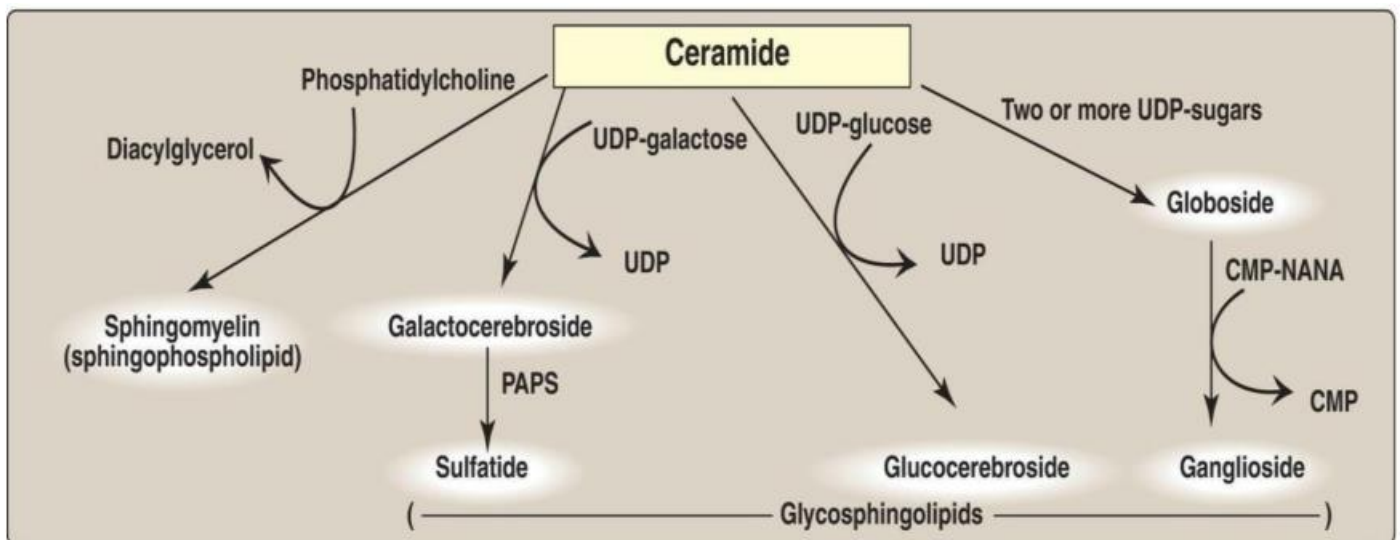 Ceramide
Phosphatidylcholine
Diacylglycerol
UDP-galactose
UDP
UDP-glucose
UDP
Two or more UDP-sugars
Globoside
CMP-NANA
CMP
Sphingomyelin
(sphingophospholipid)
Galactocerebroside
PAPS
Sulfatide
Glucocerebroside
Ganglioside
( Glycosphingolipids )